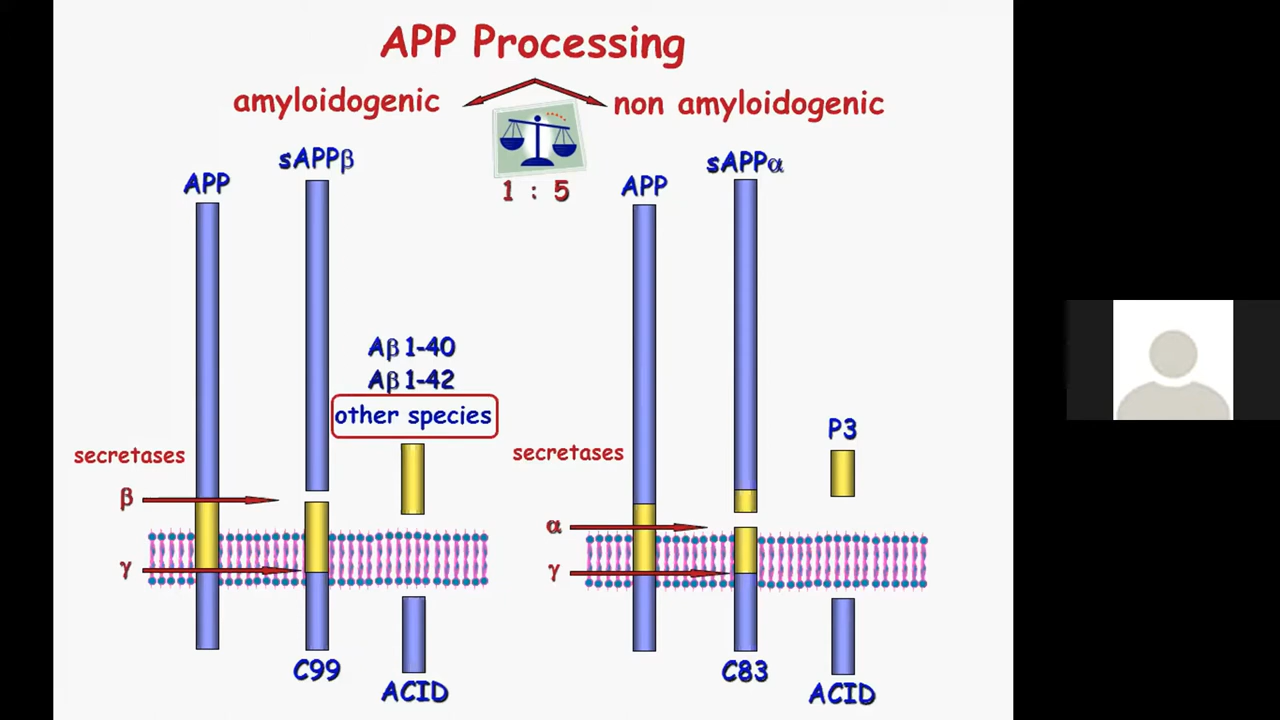 APP Processing
amyloidogenic
non amyloidogenic
1 : 5
APP
sAPPβ
Aβ 1-40
Aβ 1-42
other species
secretases
β
γ
C99
ACID
APP
sAPPα
P3
secretases
α
γ
C83
ACID